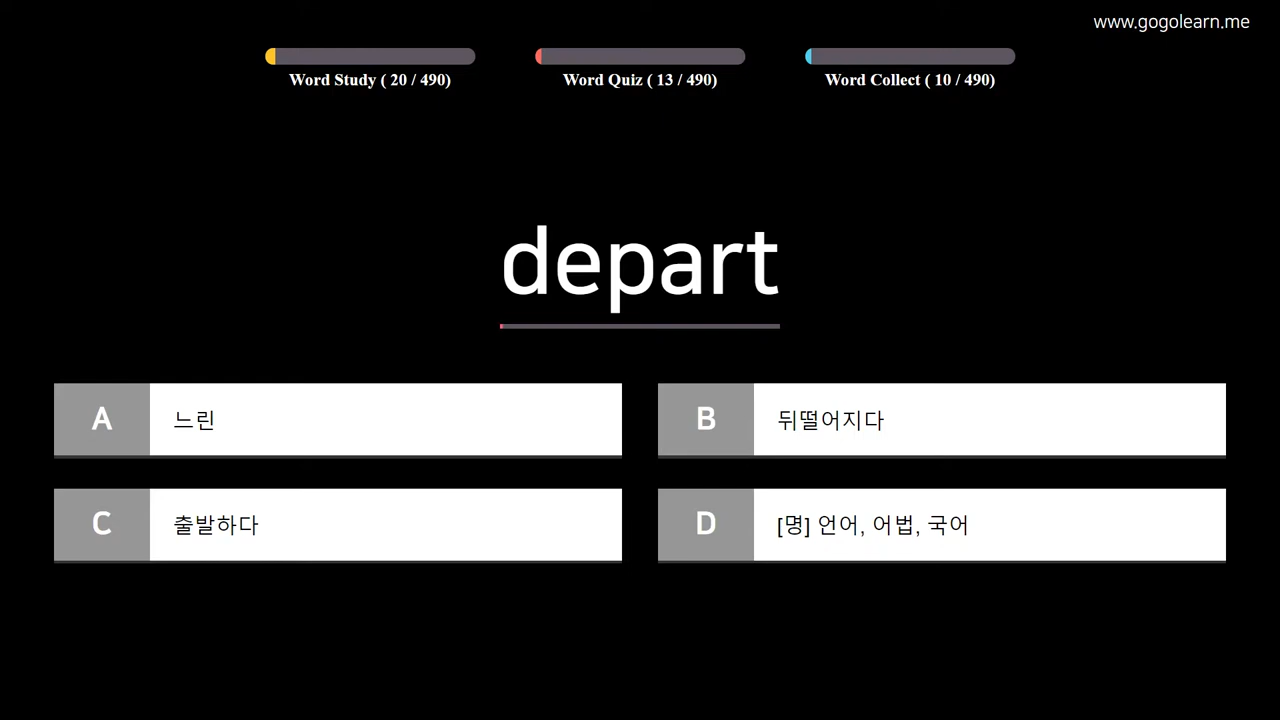 www.gogolearn.me
Word Study ( 20 / 490)
Word Quiz ( 13 / 490)
Word Collect ( 10 / 490)
depart
A 느린
B 뒤떨어지다
C 출발하다
D [명] 언어, 어법, 국어